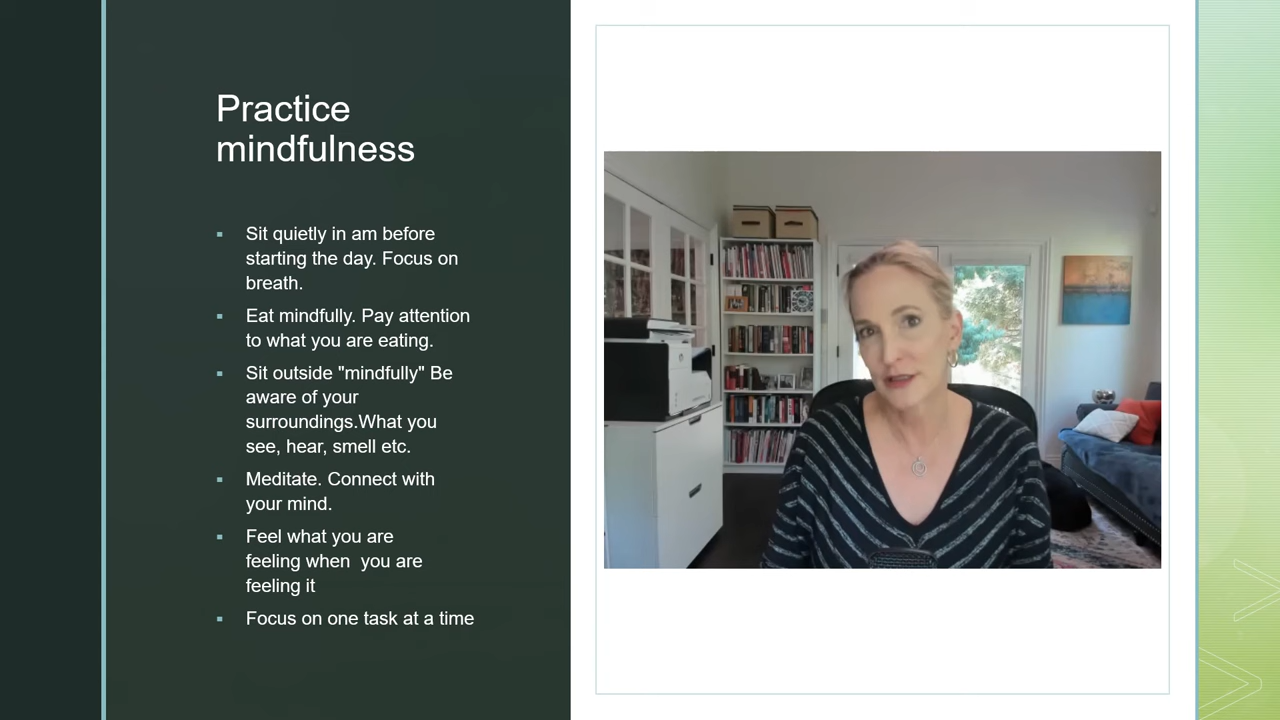 Practice
mindfulness
▪ Sit quietly in am before
starting the day. Focus on
breath.
▪ Eat mindfully. Pay attention
to what you are eating.
▪ Sit outside "mindfully" Be
aware of your
surroundings.What you
see, hear, smell etc.
▪ Meditate. Connect with
your mind.
▪ Feel what you are
feeling when  you are
feeling it
▪ Focus on one task at a time